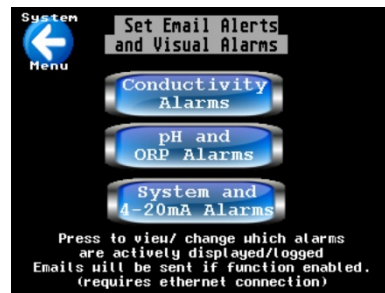 System
Menu
Set Email Alerts
and Visual Alarms
Conductivity
Alarms
pH and
ORP Alarms
System and
4-20mA Alarms
Press to view/ change which alarms
are actively displayed/logged
Emails will be sent if function enabled.
(requires ethernet connection)